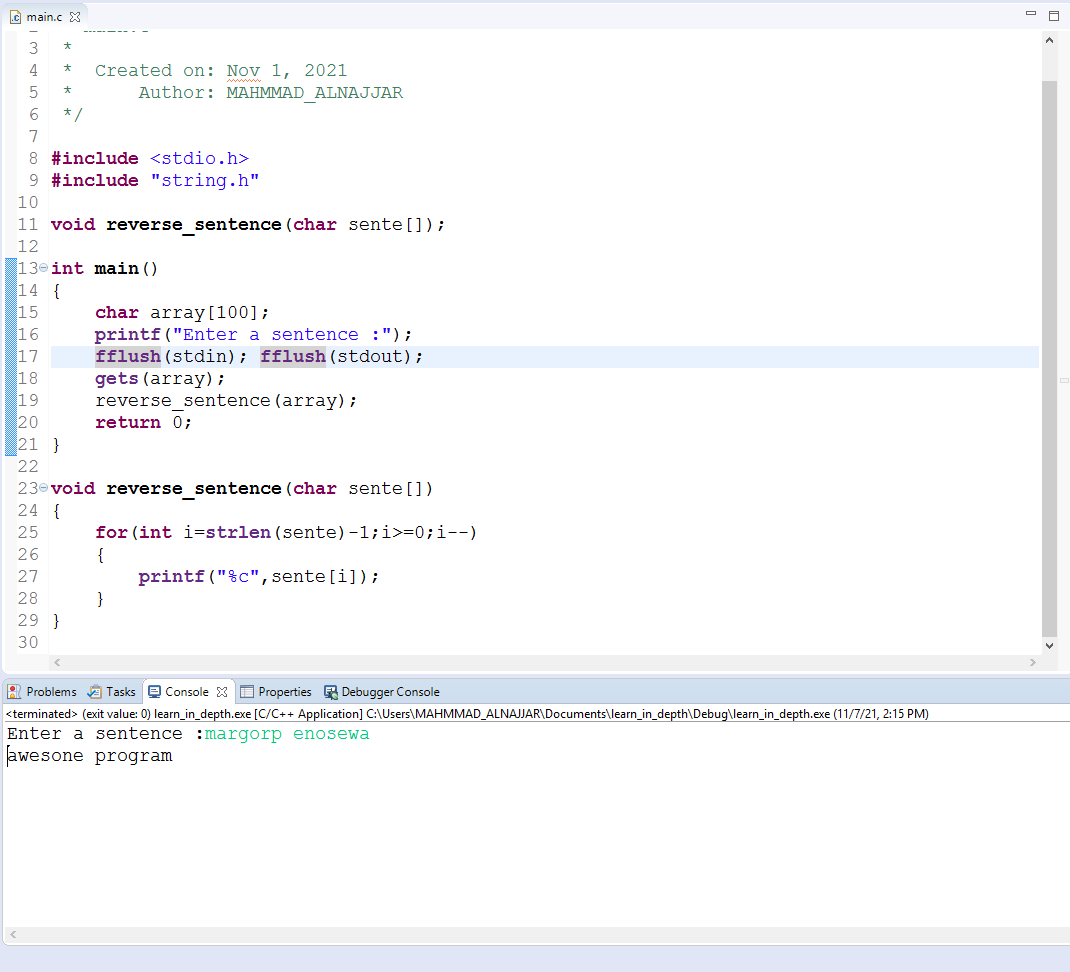 main.c
3 *
4 *  Created on: Nov 1, 2021
5 *      Author: MAHMMAD_ALNAJJAR
6 */
7
8 #include <stdio.h>
9 #include "string.h"
10
11 void reverse_sentence(char sente[]);
12
13 int main()
14 {
15     char array[100];
16     printf("Enter a sentence :");
17     fflush(stdin); fflush(stdout);
18     gets(array);
19     reverse_sentence(array);
20     return 0;
21 }
22
23 void reverse_sentence(char sente[])
24 {
25     for(int i=strlen(sente)-1;i>=0;i--)
26     {
27         printf("%c",sente[i]);
28     }
29 }
30
Problems Tasks Console Properties Debugger Console
<terminated> (exit value: 0) learn_in_depth.exe [C/C++ Application] C:\Users\MAHMMAD_ALNAJJAR\Documents\learn_in_depth\Debug\learn_in_depth.exe (11/7/21, 2:15 PM)
Enter a sentence :margorp enosewa
awesone program